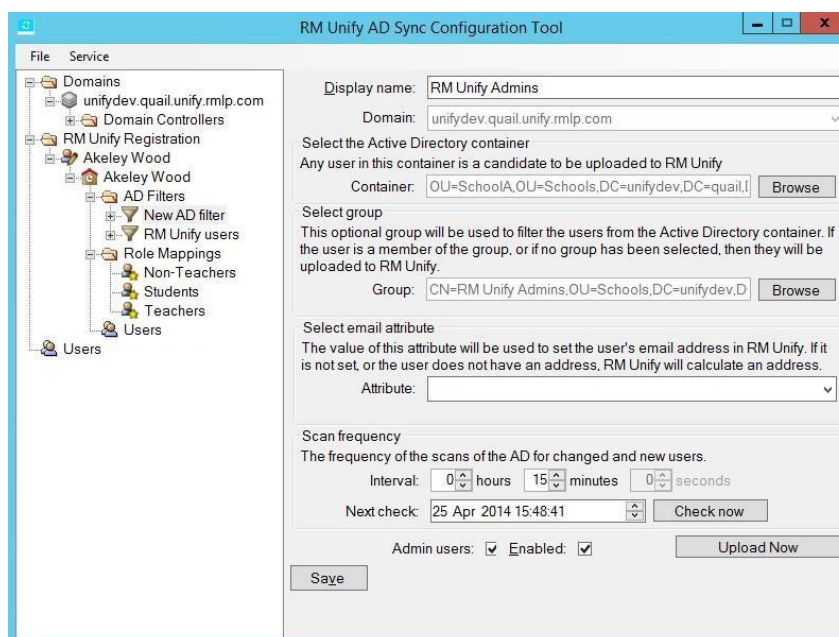 RM Unify AD Sync Configuration Tool
File Service
Domains
unifydev.quail.unify.rmlp.com
Domain Controllers
RM Unify Registration
Akeley Wood
Akeley Wood
AD Filters
New AD filter
RM Unify users
Role Mappings
Non-Teachers
Students
Teachers
Users
Users
Display name: RM Unify Admins
Domain: unifydev.quail.unify.rmlp.com
Select the Active Directory container
Any user in this container is a candidate to be uploaded to RM Unify
Container: OU=SchoolA,OU=Schools,DC=unifydev,DC=quail, Browse
Select group
This optional group will be used to filter the users from the Active Directory container. If
the user is a member of the group, or if no group has been selected, then they will be
uploaded to RM Unify.
Group: CN=RM Unify Admins,OU=Schools,DC=unifydev,D Browse
Select email attribute
The value of this attribute will be used to set the user's email address in RM Unify. If it
is not set, or the user does not have an address, RM Unify will calculate an address.
Attribute:
Scan frequency
The frequency of the scans of the AD for changed and new users.
Interval: 0 hours 15 minutes 0 seconds
Next check: 25 Apr 2014 15:48:41 Check now
Admin users: Enabled: Upload Now
Save